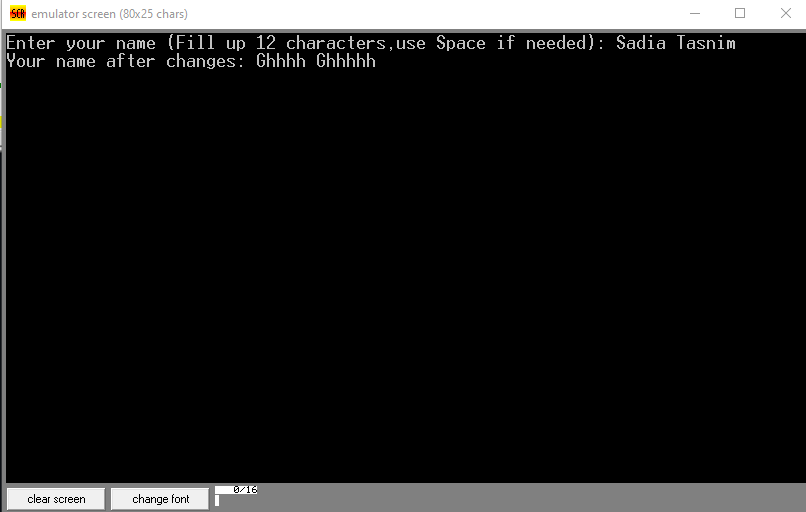 SCR emulator screen (80x25 chars)
Enter your name (Fill up 12 characters,use Space if needed): Sadia Tasnim
Your name after changes: Ghhhh Ghhhhh
clear screen change font 0/16